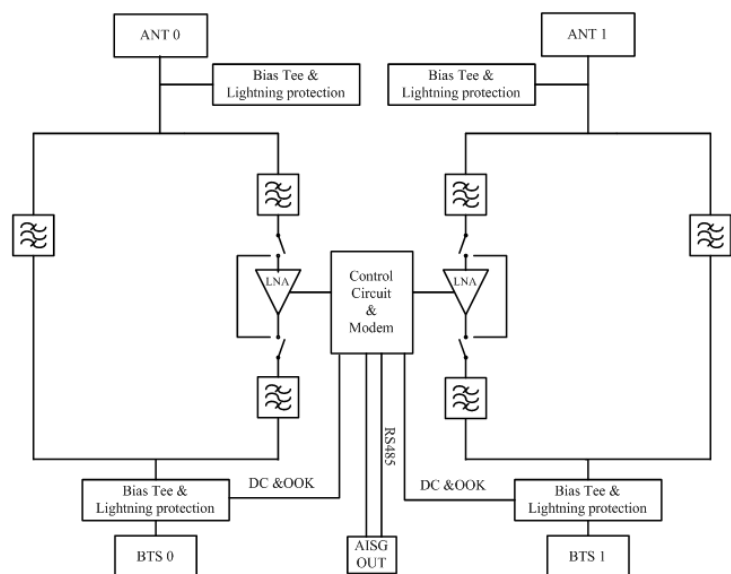 ANT 0
ANT 1
Bias Tee &
Lightning protection
Bias Tee &
Lightning protection
LNA
Control
Circuit
&
Modem
LNA
RS485
DC &OOK
DC &OOK
Bias Tee &
Lightning protection
Bias Tee &
Lightning protection
BTS 0
AISG
OUT
BTS 1